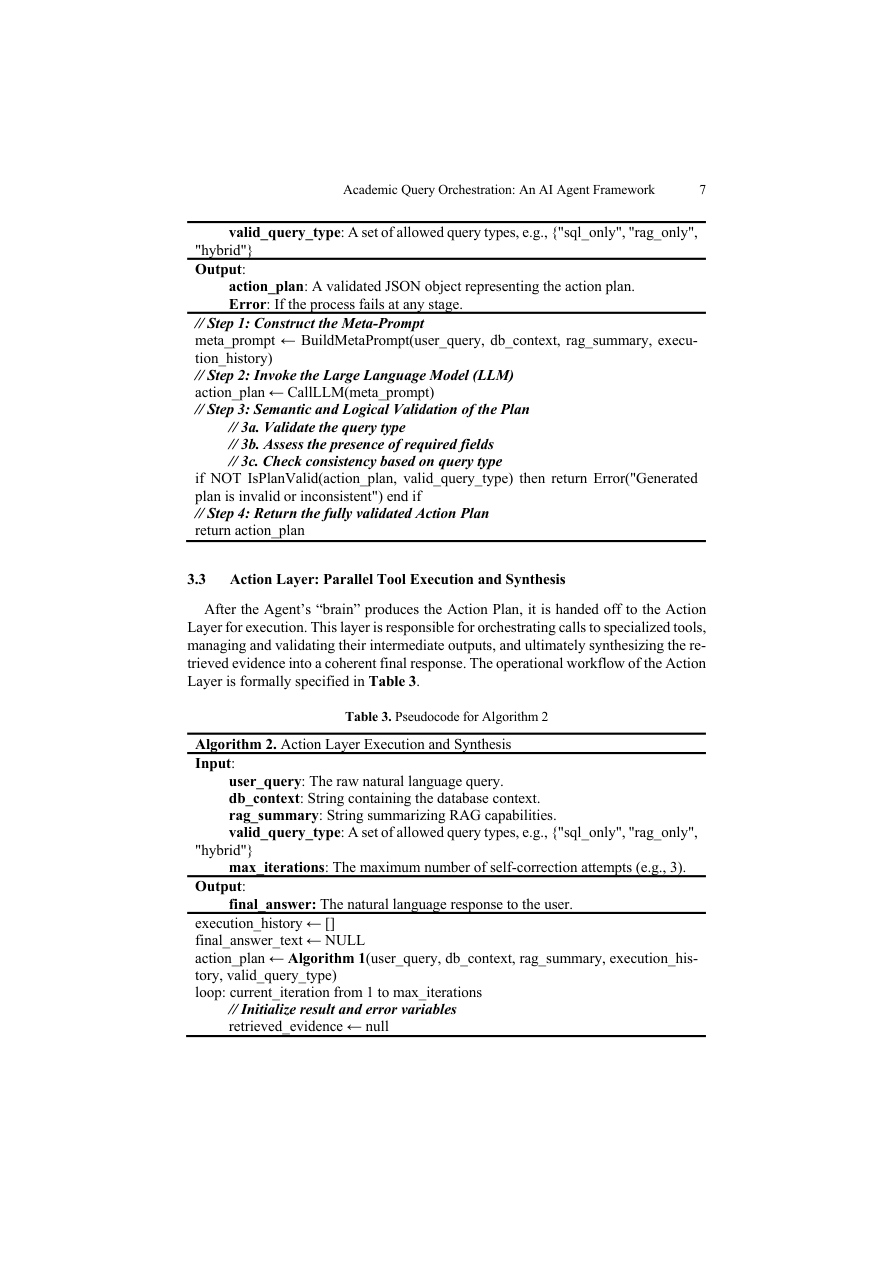 Academic Query Orchestration: An AI Agent Framework 7
valid_query_type: A set of allowed query types, e.g., {"sql_only", "rag_only",
"hybrid"}
Output:
action_plan: A validated JSON object representing the action plan.
Error: If the process fails at any stage.
// Step 1: Construct the Meta-Prompt
meta_prompt ← BuildMetaPrompt(user_query, db_context, rag_summary, execu-
tion_history)
// Step 2: Invoke the Large Language Model (LLM)
action_plan ← CallLLM(meta_prompt)
// Step 3: Semantic and Logical Validation of the Plan
// 3a. Validate the query type
// 3b. Assess the presence of required fields
// 3c. Check consistency based on query type
if NOT IsPlanValid(action_plan, valid_query_type) then return Error("Generated
plan is invalid or inconsistent") end if
// Step 4: Return the fully validated Action Plan
return action_plan
3.3 Action Layer: Parallel Tool Execution and Synthesis
After the Agent’s “brain” produces the Action Plan, it is handed off to the Action
Layer for execution. This layer is responsible for orchestrating calls to specialized tools,
managing and validating their intermediate outputs, and ultimately synthesizing the re-
trieved evidence into a coherent final response. The operational workflow of the Action
Layer is formally specified in Table 3.
Table 3. Pseudocode for Algorithm 2
Algorithm 2. Action Layer Execution and Synthesis
Input:
user_query: The raw natural language query.
db_context: String containing the database context.
rag_summary: String summarizing RAG capabilities.
valid_query_type: A set of allowed query types, e.g., {"sql_only", "rag_only",
"hybrid"}
max_iterations: The maximum number of self-correction attempts (e.g., 3).
Output:
final_answer: The natural language response to the user.
execution_history ← []
final_answer_text ← NULL
action_plan ← Algorithm 1(user_query, db_context, rag_summary, execution_his-
tory, valid_query_type)
loop: current_iteration from 1 to max_iterations
// Initialize result and error variables
retrieved_evidence ← null